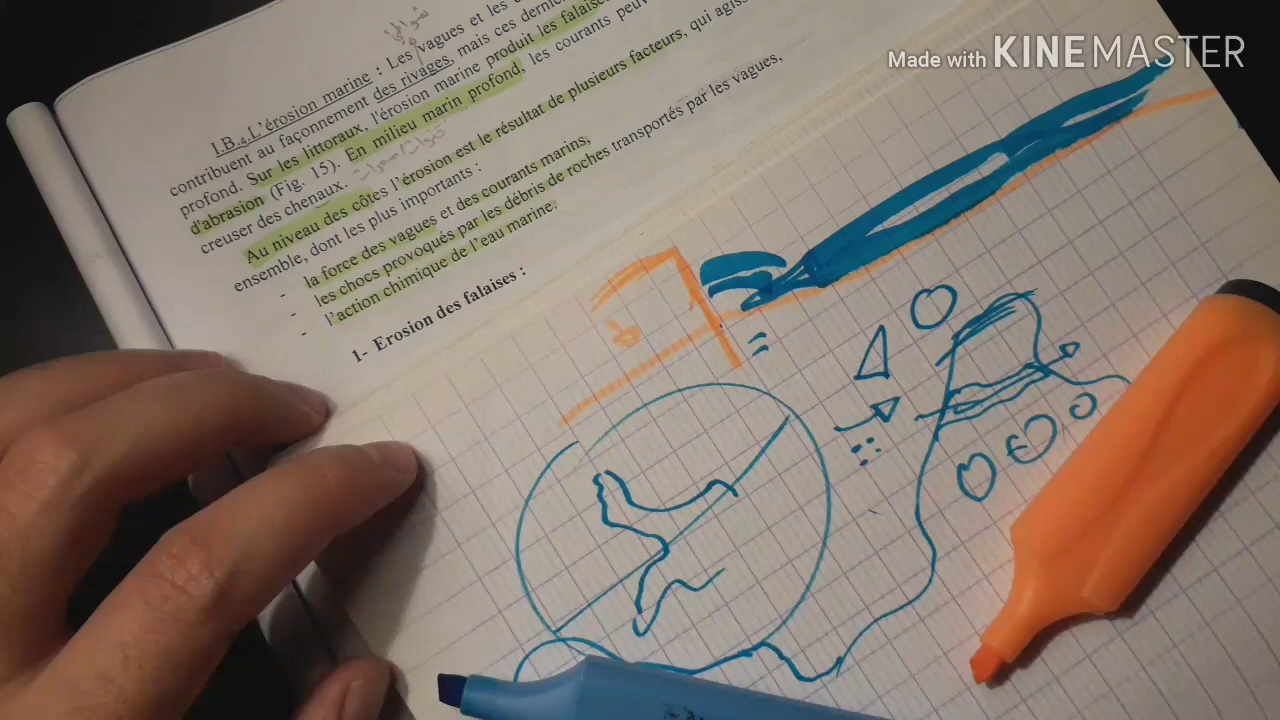 Made with KINEMASTER
شواطئ
I.B.4.L'érosion marine : Les vagues et les
contribuent au façonnement des rivages, mais ces
profond. Sur les littoraux, l'érosion marine produit les falaises
d'abrasion (Fig. 15). En milieu marin profond, les courants
creuser des chenaux.
Au niveau des côtes l'érosion est le résultat de plusieurs facteurs, qui
ensemble, dont les plus importants :
- la force des vagues et des courants marins;
- les chocs provoqués par les débris de roches transportés par les vagues,
- l'action chimique de l'eau marine.
1- Erosion des falaises :